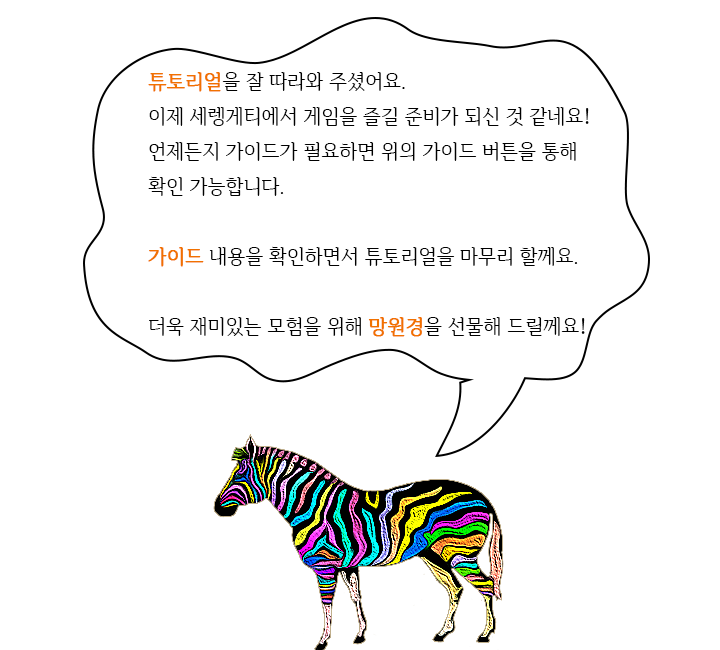 튜토리얼을 잘 따라와 주셨어요.
이제 세렝게티에서 게임을 즐길 준비가 되신 것 같네요!
언제든지 가이드가 필요하면 위의 가이드 버튼을 통해
확인 가능합니다.
가이드 내용을 확인하면서 튜토리얼을 마무리 할께요.
더욱 재미있는 모험을 위해 망원경을 선물해 드릴께요!